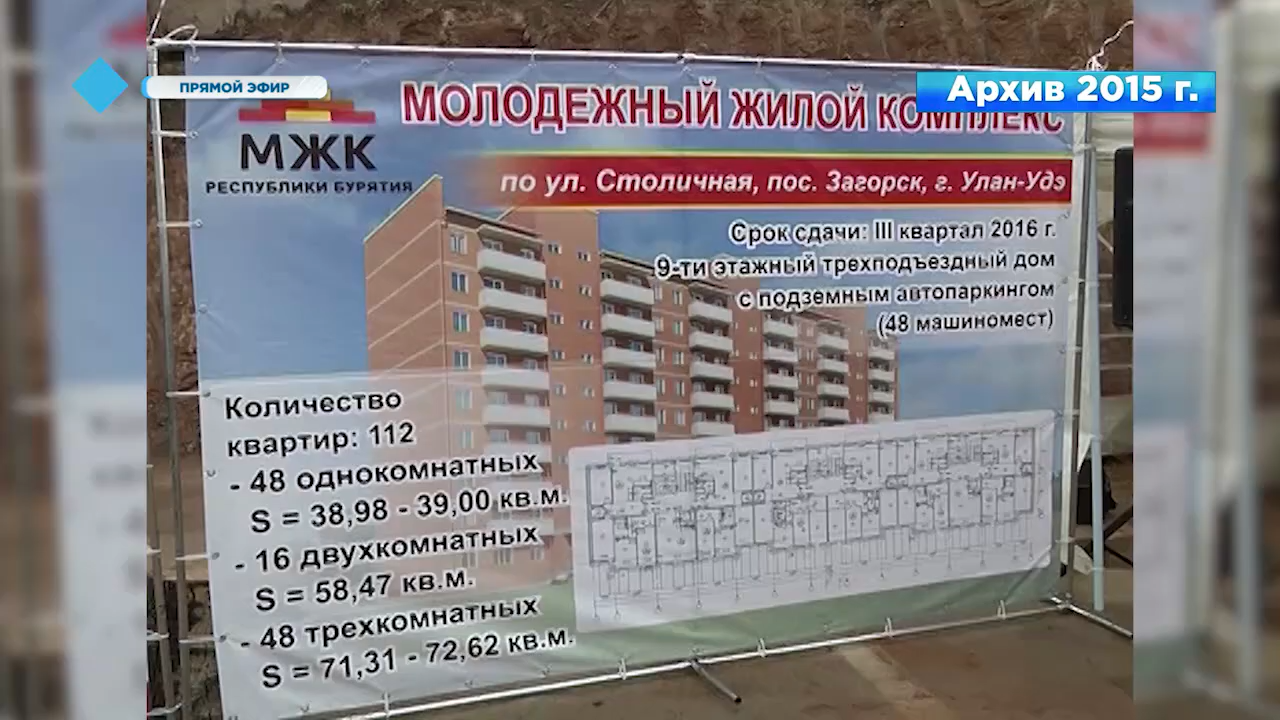 ПРЯМОЙ ЭФИР
Архив 2015 г.
МОЛОДЕЖНЫЙ ЖИЛОЙ КОМПЛЕКС
МЖК
РЕСПУБЛИКИ БУРЯТИЯ
по ул. Столичная, пос. Загорск, г. Улан-Удэ
Срок сдачи: III квартал 2016 г.
9-ти этажный трехподъездный дом
с подземным автопаркингом
(48 машиномест)
Количество
квартир: 112
- 48 однокомнатных
S = 38,98 - 39,00 кв.м.
- 16 двухкомнатных
S = 58,47 кв.м.
- 48 трехкомнатных
S = 71,31 - 72,62 кв.м.